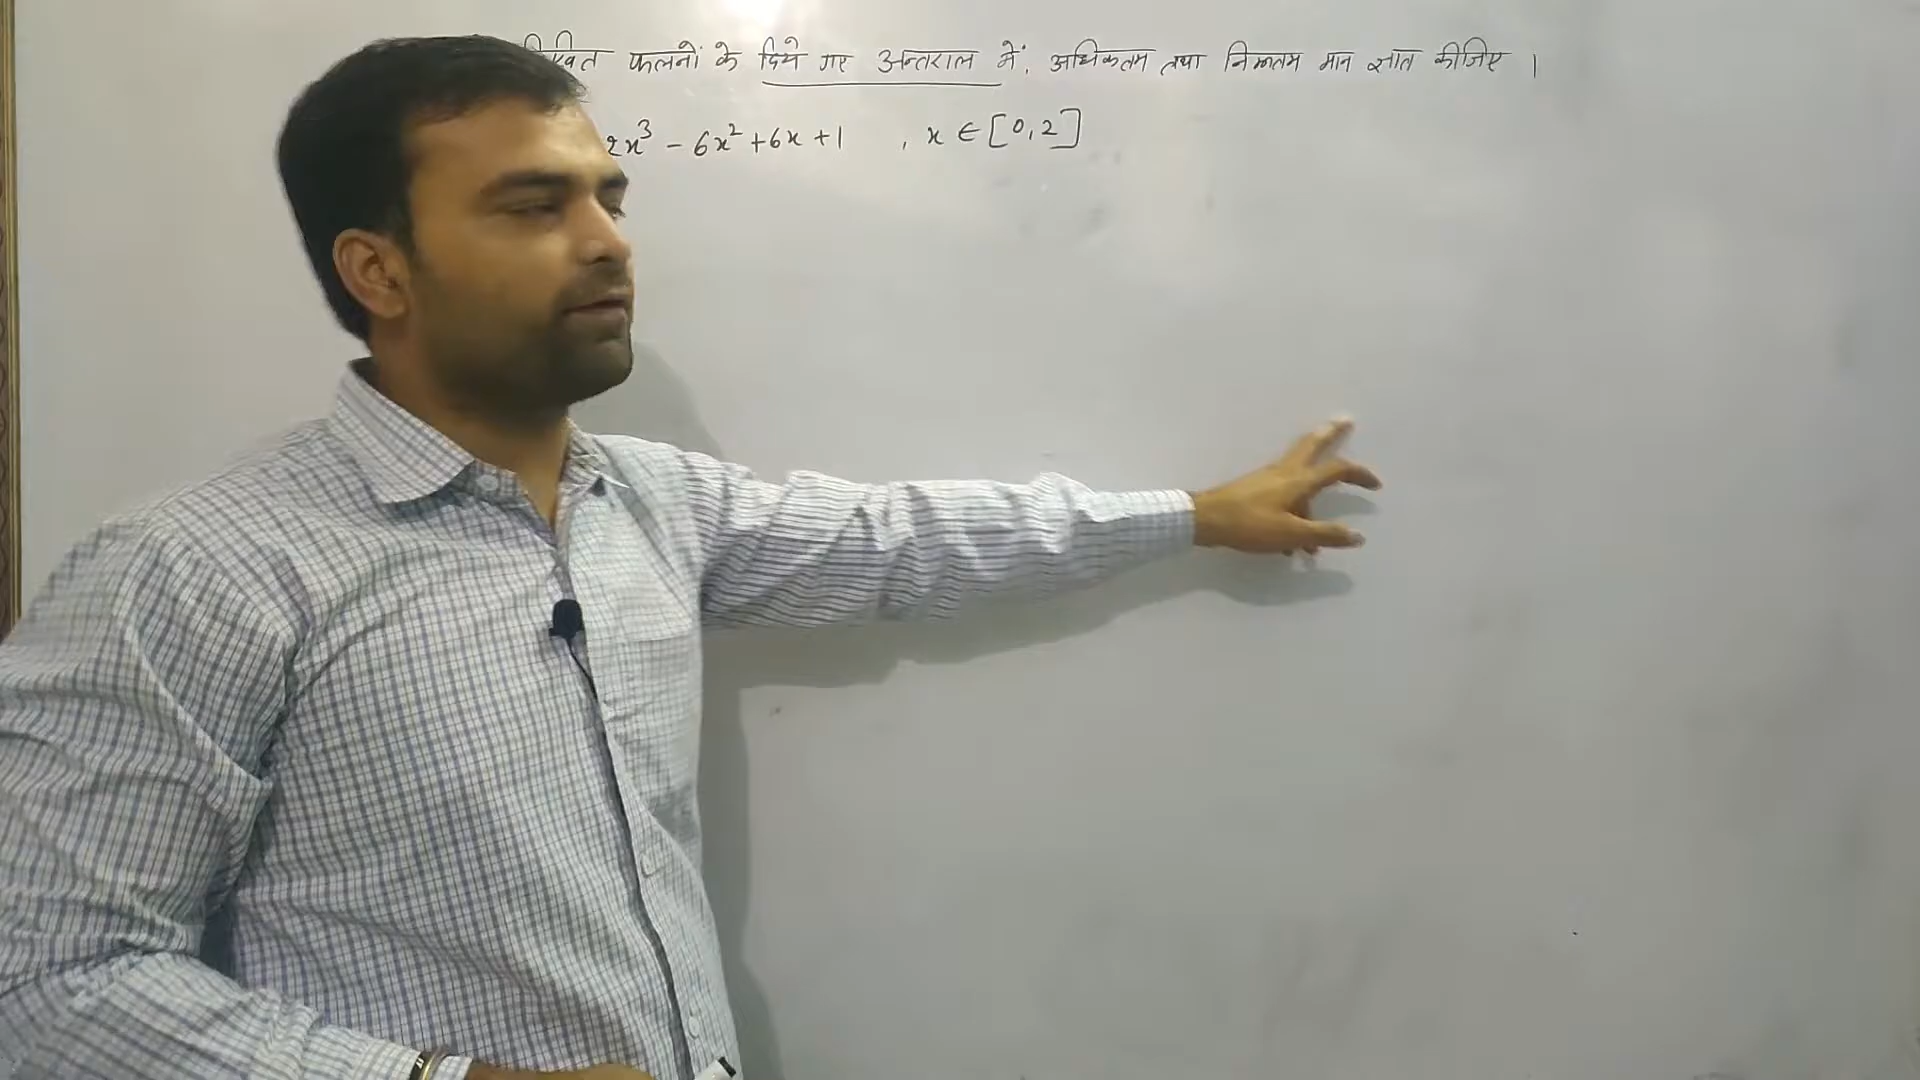 फलनों के दिये गए अन्तराल में, अधिकतम तथा निम्नतम मान ज्ञात कीजिए ।
2x³ - 6x² + 6x + 1 , x ∈ [0, 2]